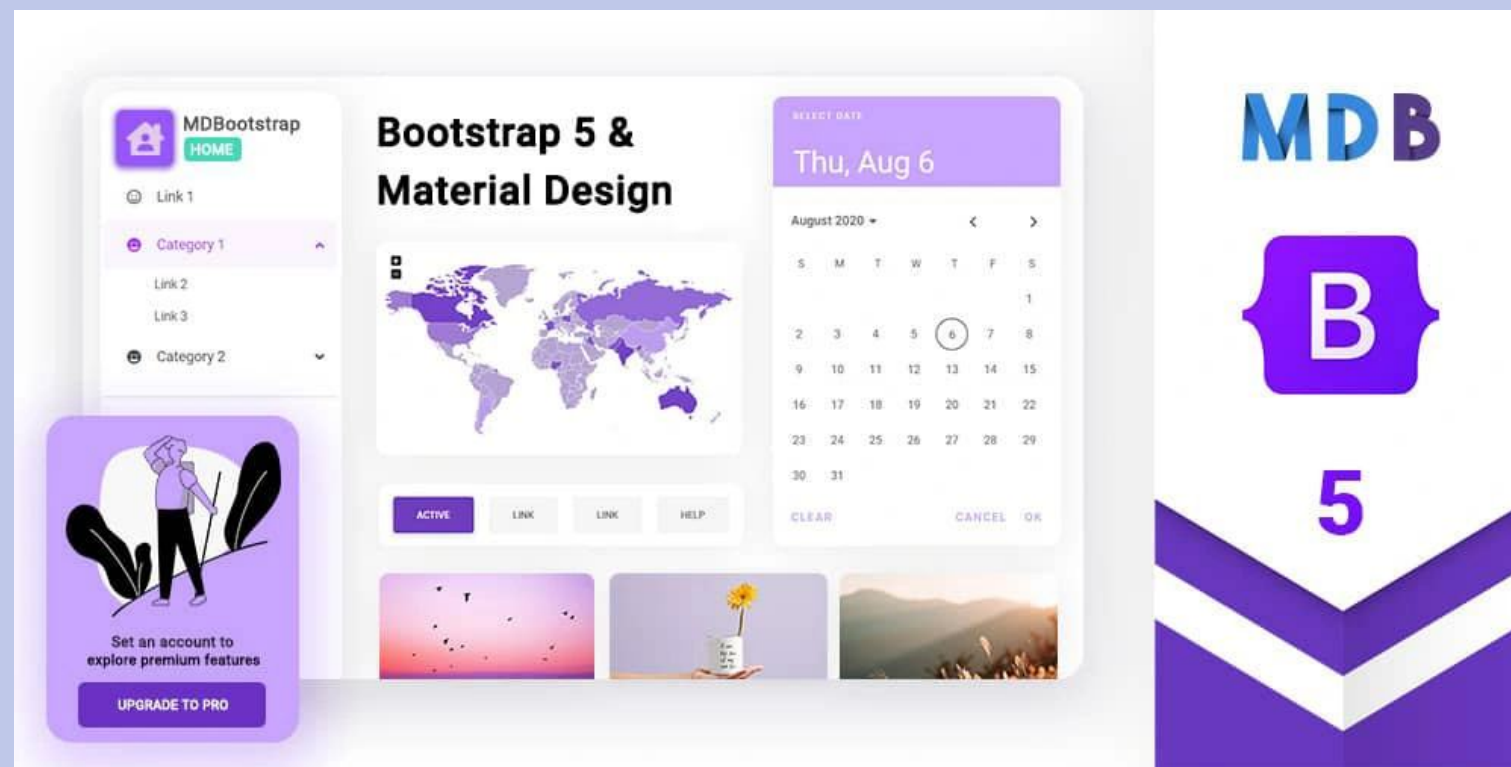 MDBootstrap
HOME
Link 1
Category 1
Link 2
Link 3
Category 2
Set an account to
explore premium features
UPGRADE TO PRO
Bootstrap 5 &
Material Design
+
-
ACTIVE LINK LINK HELP
SELECT DATE
Thu, Aug 6
August 2020
S M T W T F S
1
2 3 4 5 6 7 8
9 10 11 12 13 14 15
16 17 18 19 20 21 22
23 24 25 26 27 28 29
30 31
CLEAR CANCEL OK
MDB
B
5